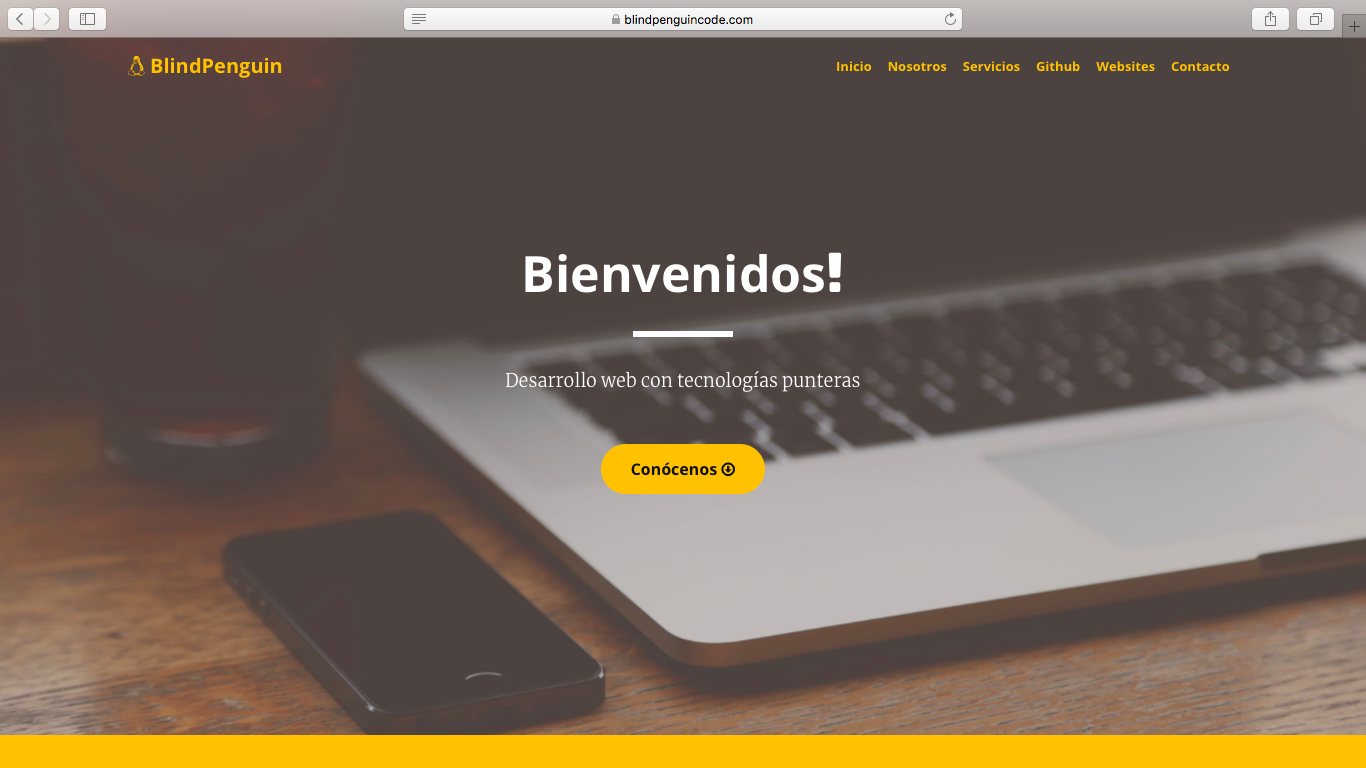 blindpenguincode.com
BlindPenguin
Inicio Nosotros Servicios Github Websites Contacto
Bienvenidos!
Desarrollo web con tecnologías punteras
Conócenos